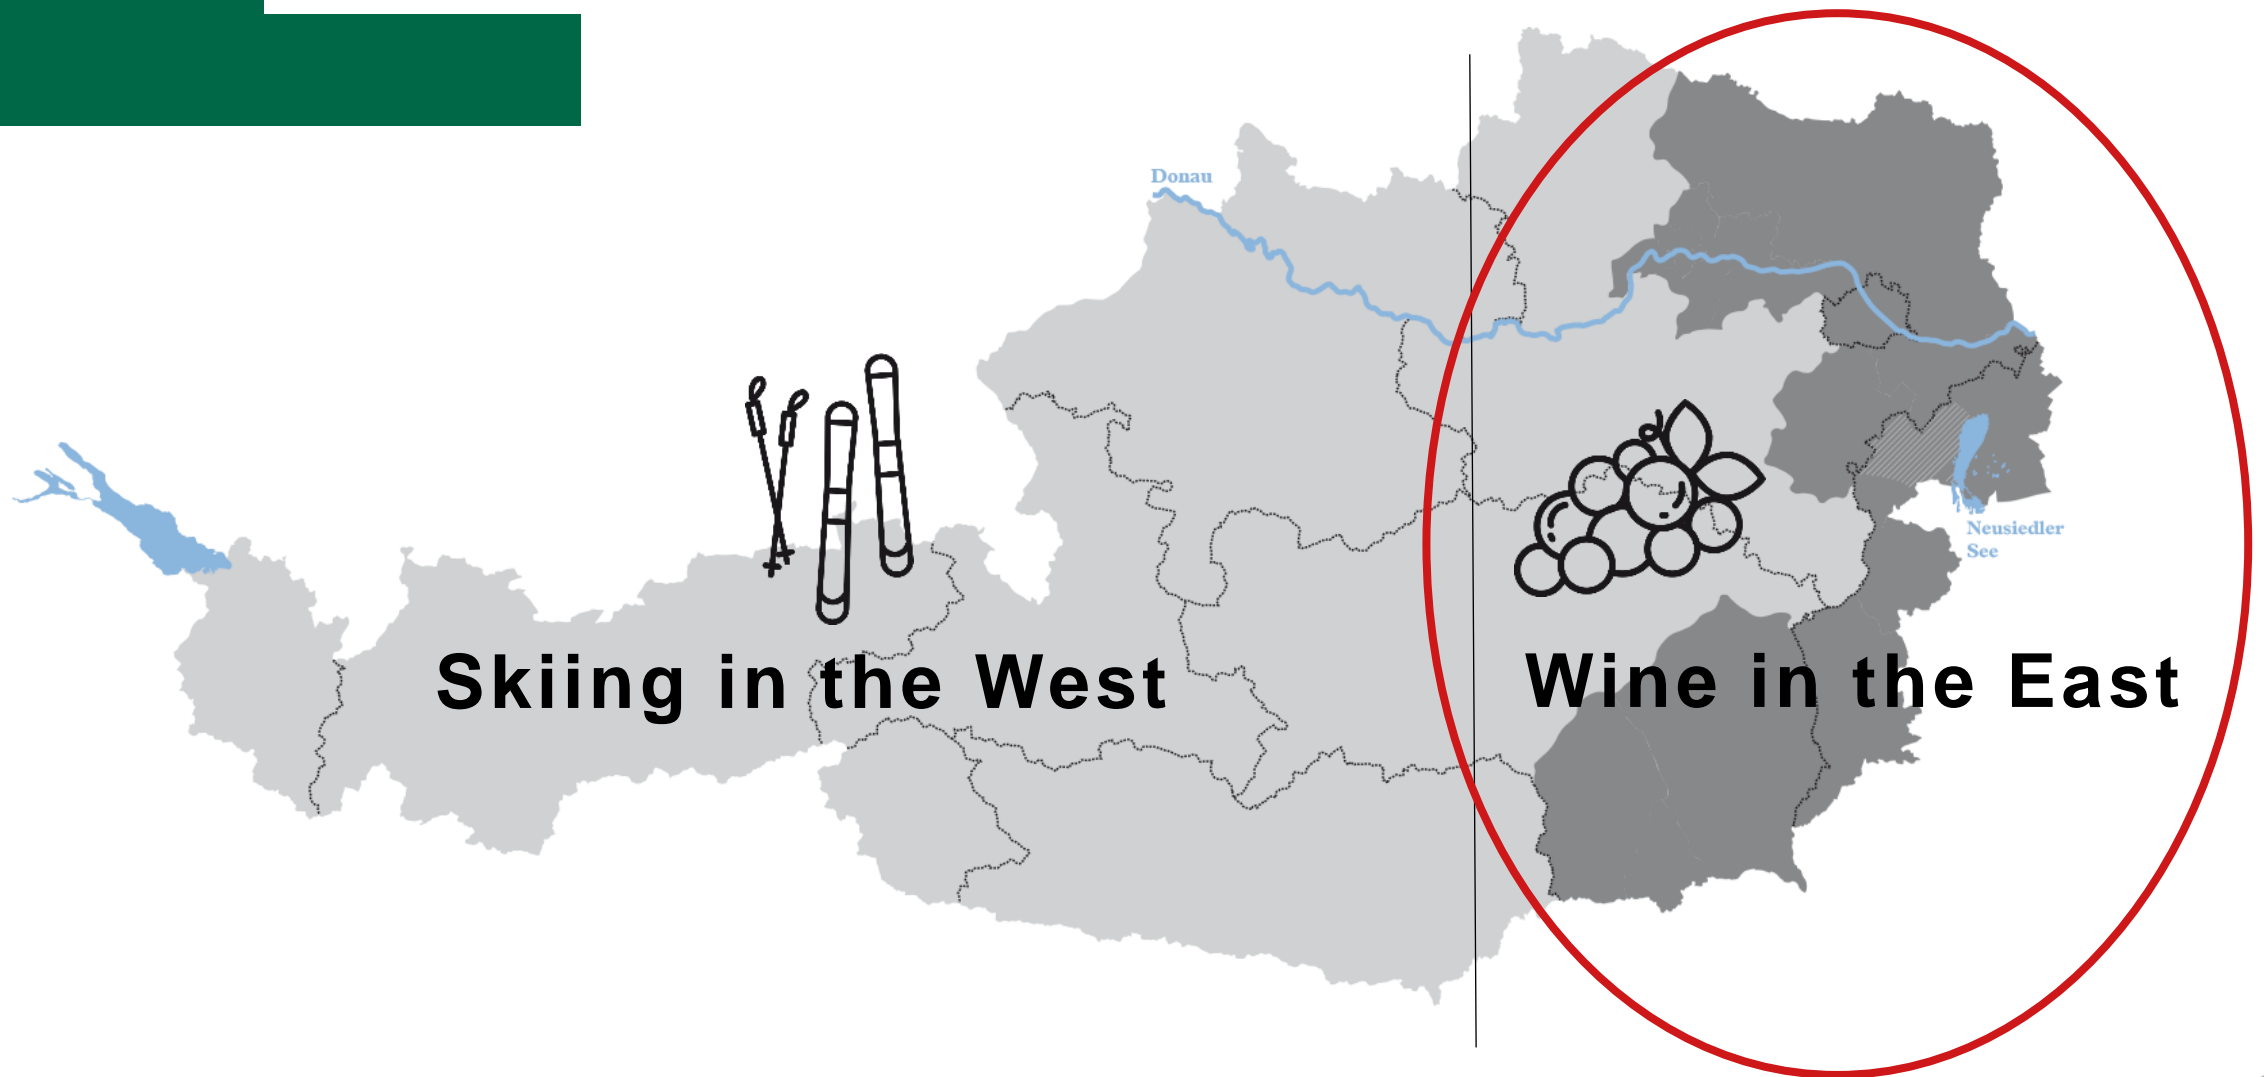 Donau
Neusiedler
See
Skiing in the West
Wine in the East